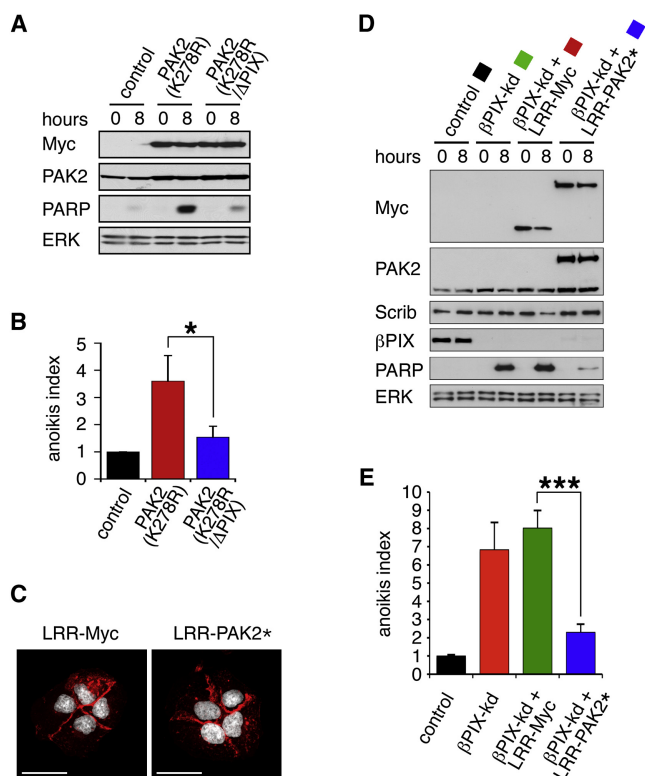 A
control
PAK2
(K278R)
PAK2
(K278R
/ΔPIX)
hours 0 8 0 8 0 8
Myc
PAK2
PARP
ERK
B
*
anoikis index
5
4
3
2
1
0
control
PAK2
(K278R)
PAK2
(K278R
/ΔPIX)
C
LRR-Myc LRR-PAK2*
D
control
βPIX-kd
βPIX-kd +
LRR-Myc
βPIX-kd +
LRR-PAK2*
hours 0 8 0 8 0 8 0 8
Myc
PAK2
Scrib
βPIX
PARP
ERK
E
***
anoikis index
10
9
8
7
6
5
4
3
2
1
0
control
βPIX-kd
βPIX-kd +
LRR-Myc
βPIX-kd +
LRR-PAK2*